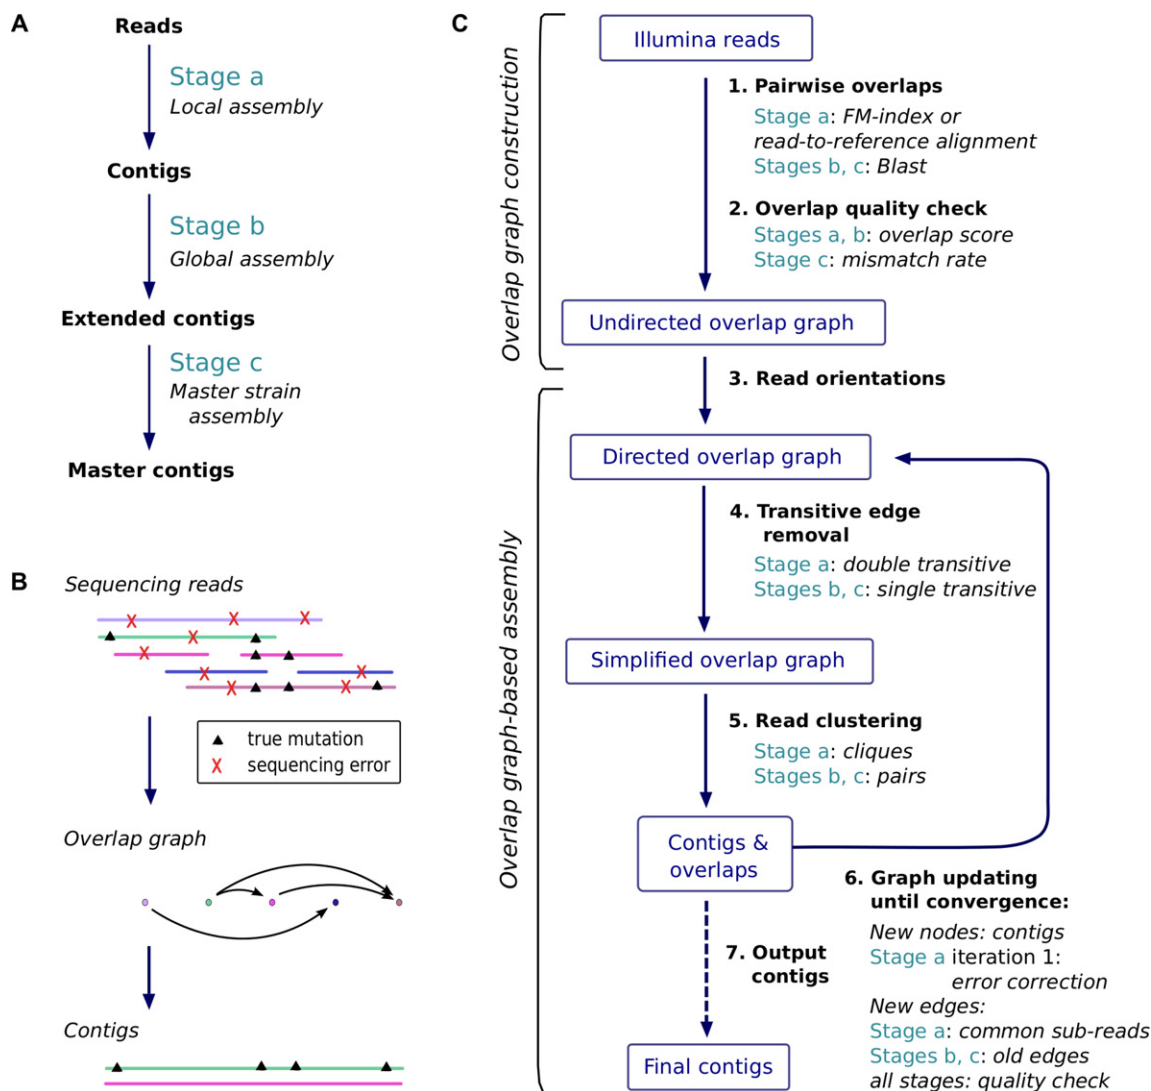 A
Reads
Stage a
Local assembly
Contigs
Stage b
Global assembly
Extended contigs
Stage c
Master strain
assembly
Master contigs
B
Sequencing reads
true mutation
sequencing error
Overlap graph
Contigs
C
Overlap graph construction
Illumina reads
1. Pairwise overlaps
Stage a: FM-index or
read-to-reference alignment
Stages b, c: Blast
2. Overlap quality check
Stages a, b: overlap score
Stage c: mismatch rate
Undirected overlap graph
3. Read orientations
Overlap graph-based assembly
Directed overlap graph
4. Transitive edge
removal
Stage a: double transitive
Stages b, c: single transitive
Simplified overlap graph
5. Read clustering
Stage a: cliques
Stages b, c: pairs
Contigs &
overlaps
6. Graph updating
until convergence:
New nodes: contigs
Stage a iteration 1:
error correction
New edges:
Stage a: common sub-reads
Stages b, c: old edges
all stages: quality check
7. Output
contigs
Final contigs